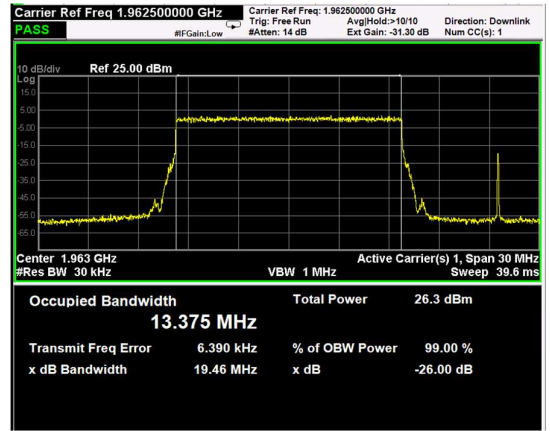 Carrier Ref Freq 1.962500000 GHz
PASS
#IFGain:Low
Carrier Ref Freq: 1.962500000 GHz
Trig: Free Run Avg|Hold:>10/10 Direction: Downlink
#Atten: 14 dB Ext Gain: -31.30 dB Num CC(s): 1
10 dB/div Ref 25.00 dBm
Log
15.0
5.00
-5.00
-15.0
-25.0
-35.0
-45.0
-55.0
-65.0
Center 1.963 GHz Active Carrier(s) 1, Span 30 MHz
#Res BW 30 kHz VBW 1 MHz Sweep 39.6 ms
Occupied Bandwidth Total Power 26.3 dBm
13.375 MHz
Transmit Freq Error 6.390 kHz % of OBW Power 99.00 %
x dB Bandwidth 19.46 MHz x dB -26.00 dB